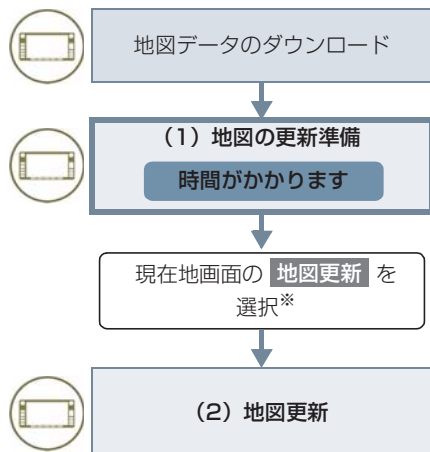 地図データのダウンロード
（1）地図の更新準備
時間がかかります
現在地画面の 地図更新 を
選択※
（2）地図更新